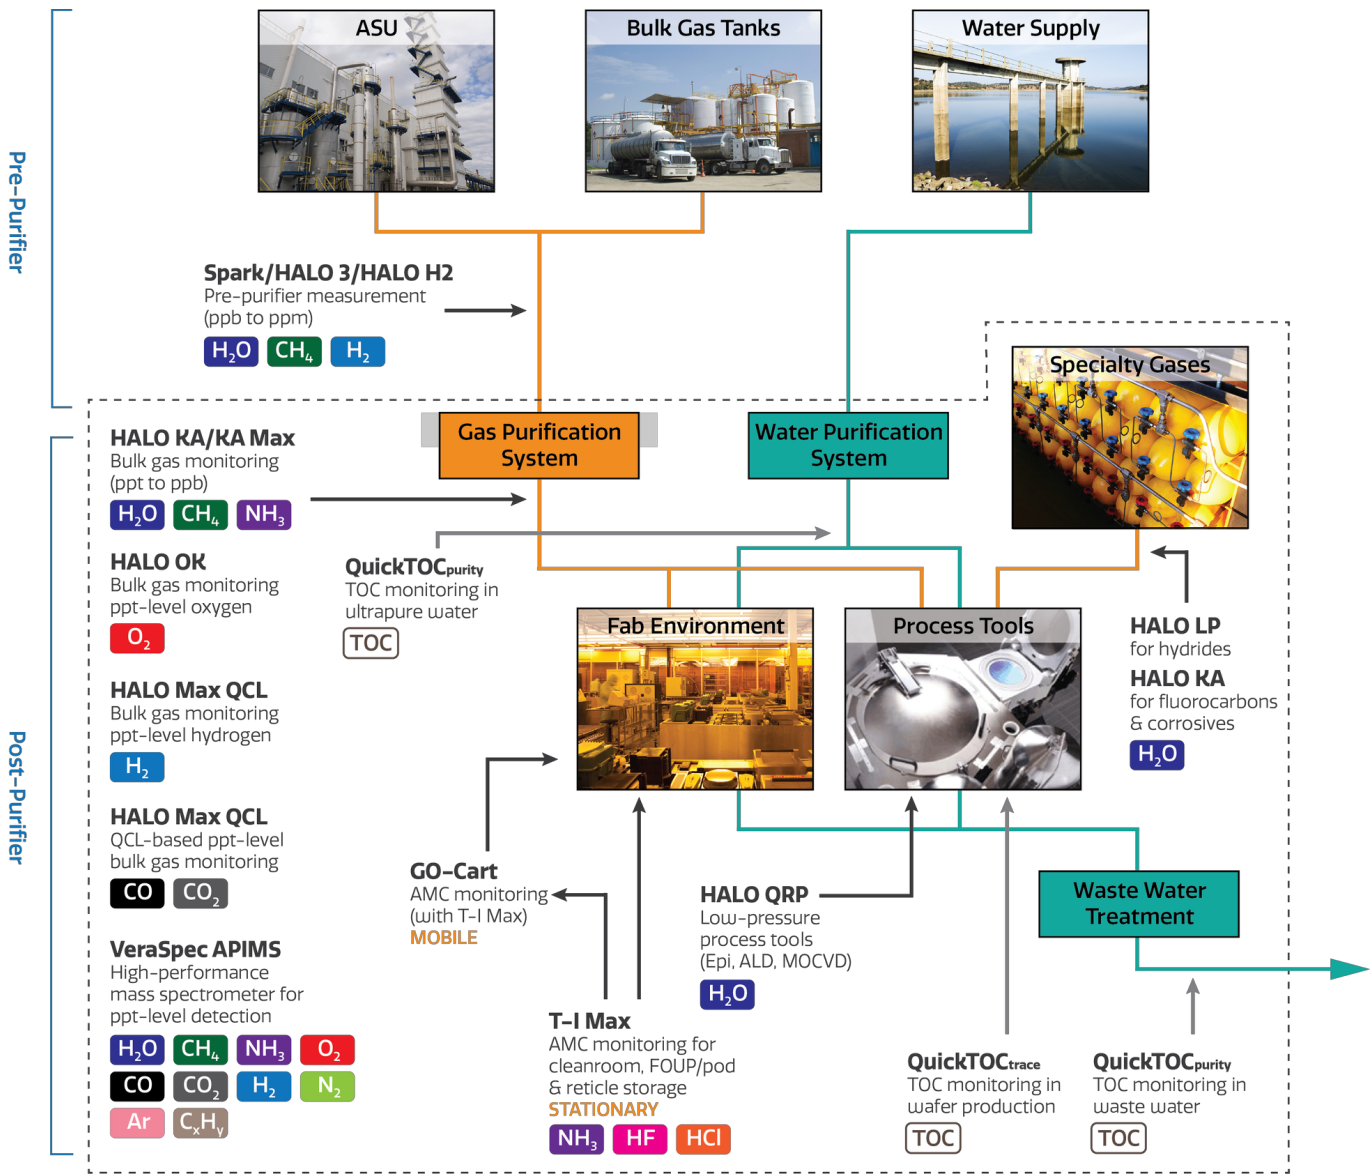 ASU
Bulk Gas Tanks
Water Supply
Pre-Purifier
Spark/HALO 3/HALO H2
Pre-purifier measurement
(ppb to ppm)
H₂O CH₄ H₂
Specialty Gases
Gas Purification
System
Water Purification
System
Post-Purifier
HALO KA/KA Max
Bulk gas monitoring
(ppt to ppb)
H₂O CH₄ NH₃
HALO OK
Bulk gas monitoring
ppt-level oxygen
O₂
QuickTOCpurity
TOC monitoring in
ultrapure water
TOC
Fab Environment
Process Tools
HALO LP
for hydrides
HALO KA
for fluorocarbons
& corrosives
H₂O
HALO Max QCL
Bulk gas monitoring
ppt-level hydrogen
H₂
HALO Max QCL
QCL-based ppt-level
bulk gas monitoring
CO CO₂
GO-Cart
AMC monitoring
(with T-I Max)
MOBILE
HALO QRP
Low-pressure
process tools
(Epi, ALD, MOCVD)
H₂O
Waste Water
Treatment
VeraSpec APIMS
High-performance
mass spectrometer for
ppt-level detection
H₂O CH₄ NH₃ O₂
CO CO₂ H₂ N₂
Ar CₓHᵧ
T-I Max
AMC monitoring for
cleanroom, FOUP/pod
& reticle storage
STATIONARY
NH₃ HF HCl
QuickTOCtrace
TOC monitoring in
wafer production
TOC
QuickTOCpurity
TOC monitoring in
waste water
TOC